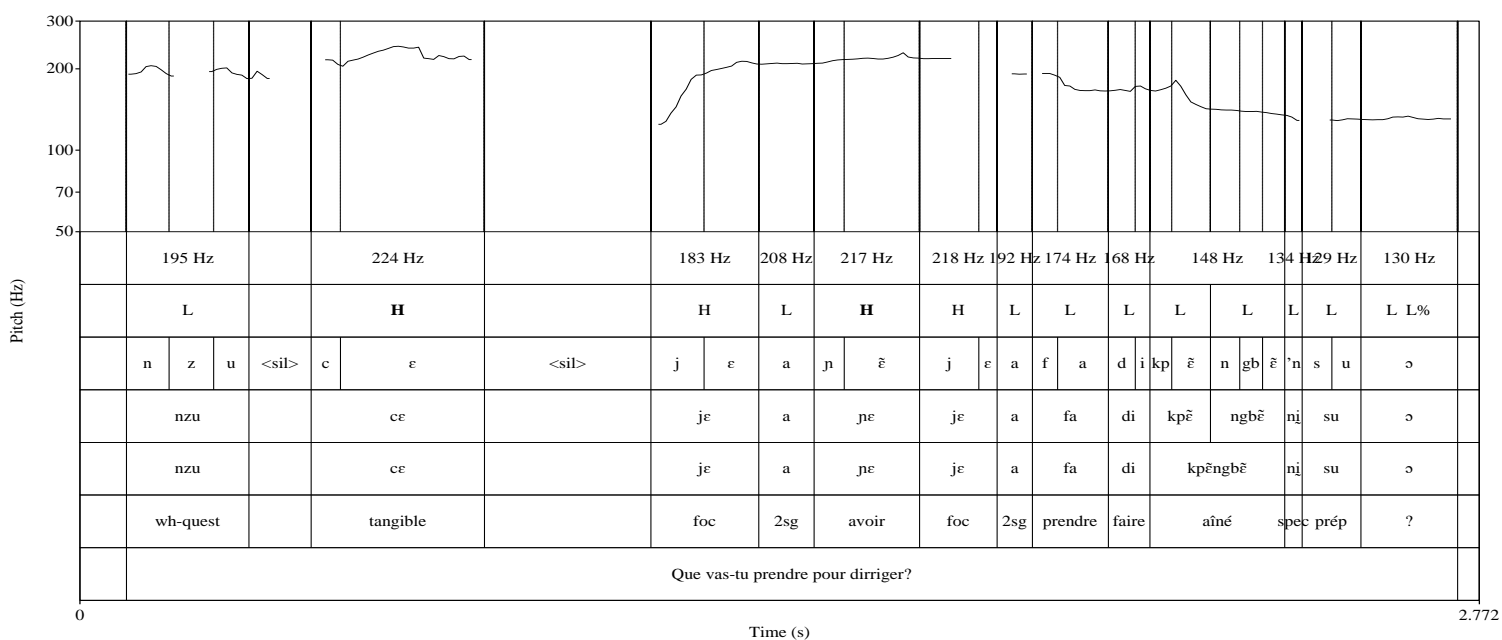 300
200
100
70
50
Pitch (Hz)
195 Hz 224 Hz 183 Hz 208 Hz 217 Hz 218 Hz 192 Hz 174 Hz 168 Hz 148 Hz 134 Hz 129 Hz 130 Hz
L H H L H H L L L L L L L L L%
n z u <sil> c ɛ <sil> j ɛ a ɲ ɛ̃ j ɛ a f a d i kp ɛ̃ n gb ɛ̃ ’n s u ɔ
nzu cɛ jɛ a ɲɛ jɛ a fa di kpɛ̃ ngbɛ̃ nḭ su ɔ
nzu cɛ jɛ a ɲɛ jɛ a fa di kpɛ̃ngbɛ̃ nḭ su ɔ
wh-quest tangible foc 2sg avoir foc 2sg prendre faire aîné spec prép ?
Que vas-tu prendre pour dirriger?
0 2.772
Time (s)